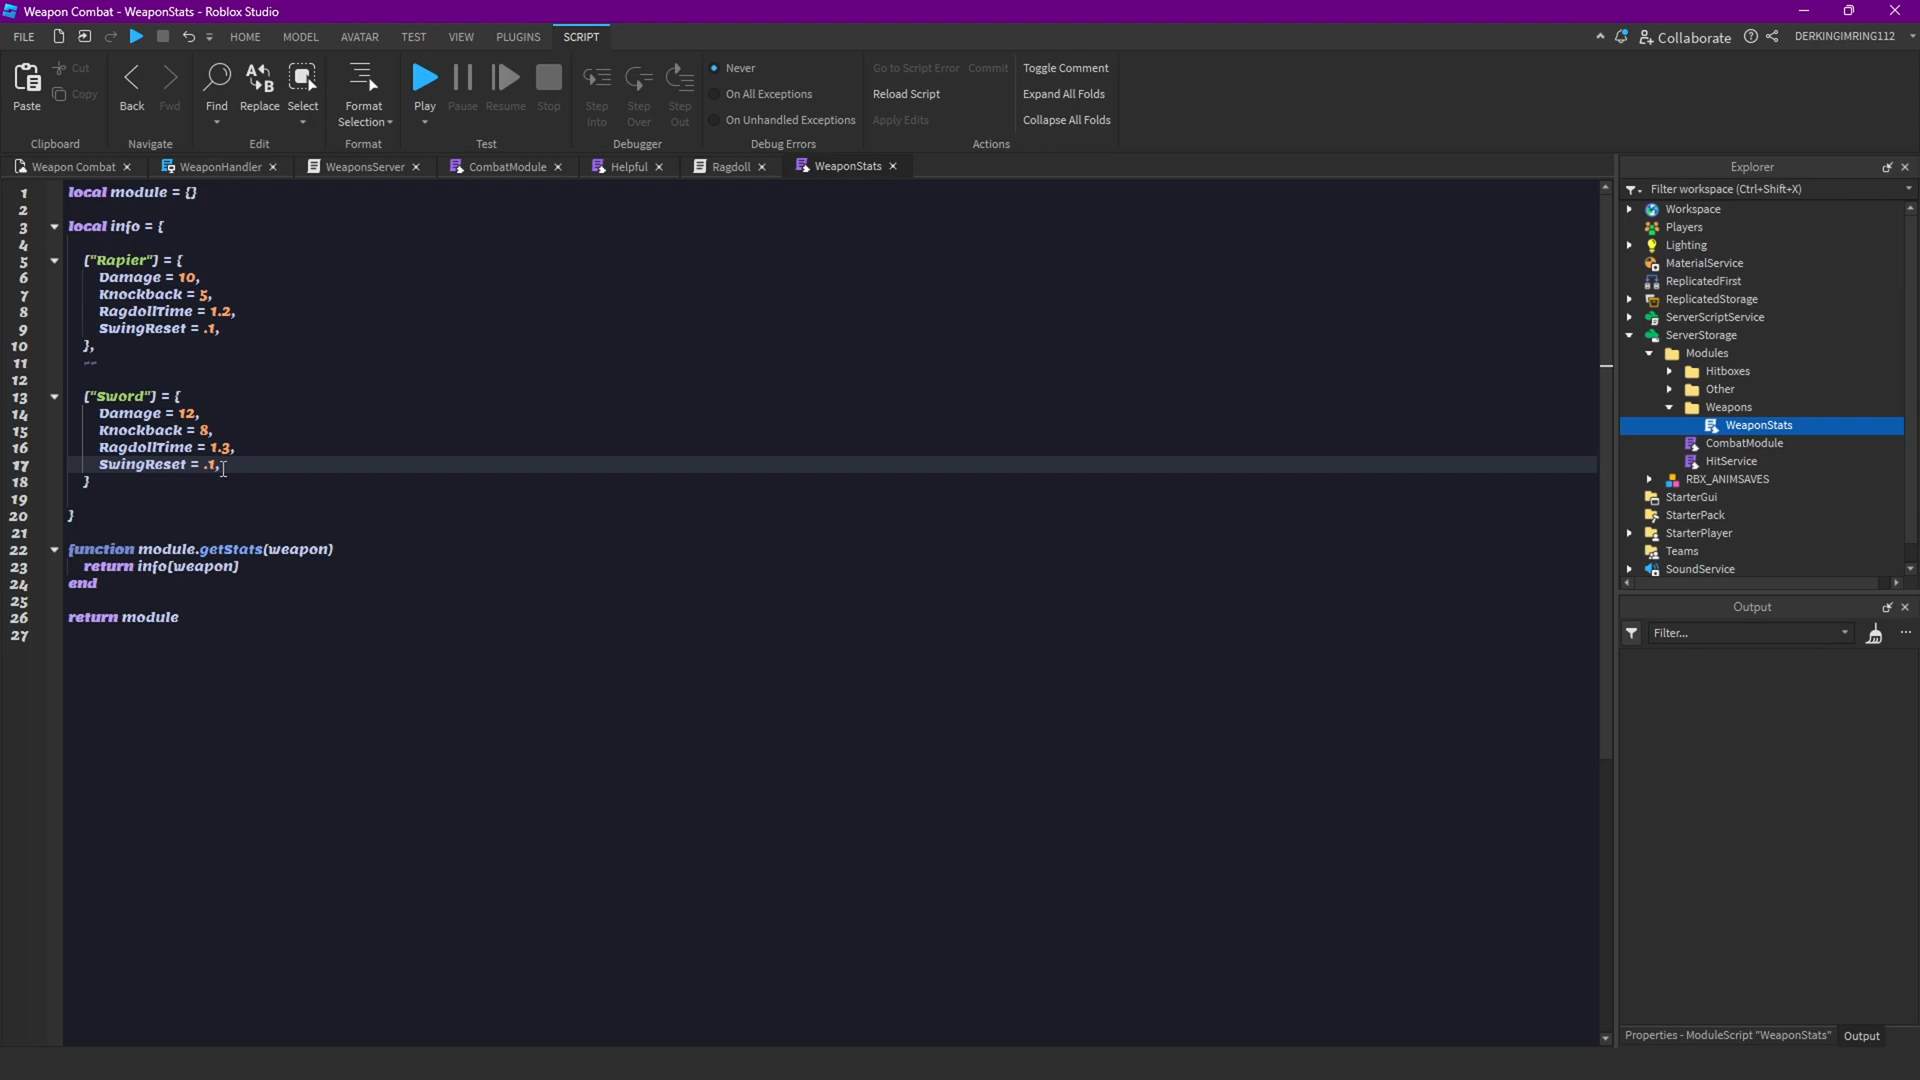 Weapon Combat - WeaponStats - Roblox Studio
FILE HOME MODEL AVATAR TEST VIEW PLUGINS SCRIPT Collaborate DERKINGIMRING112
Paste Cut Copy Back Fwd Find Replace Select Format Selection Play Pause Resume Stop Step Into Step Over Step Out
Never
On All Exceptions
On Unhandled Exceptions
Go to Script Error Commit
Reload Script
Apply Edits
Toggle Comment
Expand All Folds
Collapse All Folds
Clipboard Navigate Edit Format Test Debugger Debug Errors Actions
Weapon Combat WeaponHandler WeaponsServer CombatModule Helpful Ragdoll WeaponStats
1 local module = {}
2
3 local info = {
4
5 ["Rapier"] = {
6 Damage = 10,
7 Knockback = 5,
8 RagdollTime = 1.2,
9 SwingReset = .1,
10 },
11 --
12
13 ["Sword"] = {
14 Damage = 12,
15 Knockback = 8,
16 RagdollTime = 1.3,
17 SwingReset = .1,
18 }
19
20 }
21
22 function module.getStats(weapon)
23 return info[weapon]
24 end
25
26 return module
27
Explorer
Filter workspace (Ctrl+Shift+X)
Workspace
Players
Lighting
MaterialService
ReplicatedFirst
ReplicatedStorage
ServerScriptService
ServerStorage
Modules
Hitboxes
Other
Weapons
WeaponStats
CombatModule
HitService
RBX_ANIMSAVES
StarterGui
StarterPack
StarterPlayer
Teams
SoundService
Output
Filter...
Properties - ModuleScript "WeaponStats" Output